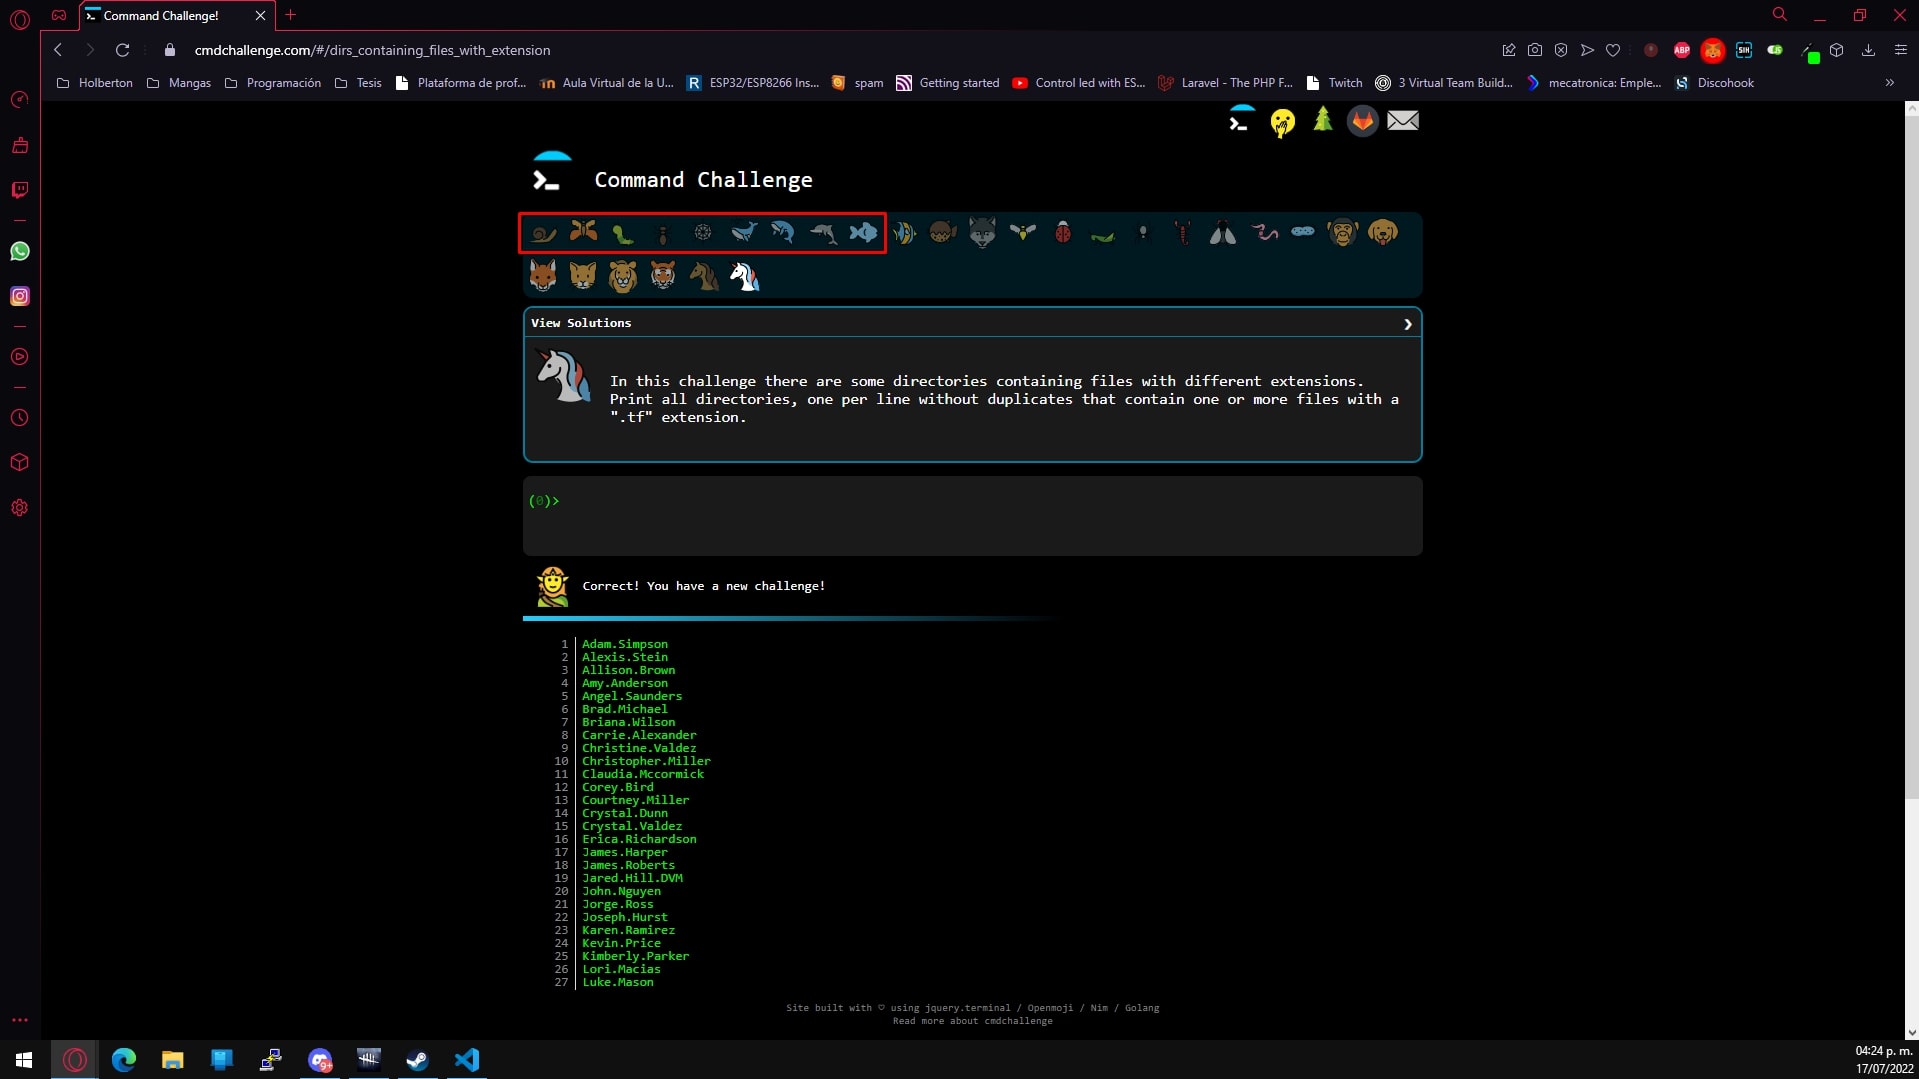 Command Challenge!
cmdchallenge.com/#/dirs_containing_files_with_extension
ABP
SIH
Holberton
Mangas
Programación
Tesis
Plataforma de prof...
Aula Virtual de la U...
R
ESP32/ESP8266 Ins...
spam
Getting started
Control led with ES...
Laravel - The PHP F...
Twitch
3 Virtual Team Build...
mecatronica: Emple...
Discohook
»
Command Challenge
View Solutions
In this challenge there are some directories containing files with different extensions.
Print all directories, one per line without duplicates that contain one or more files with a
".tf" extension.
(0)>
Correct! You have a new challenge!
1 Adam.Simpson
2 Alexis.Stein
3 Allison.Brown
4 Amy.Anderson
5 Angel.Saunders
6 Brad.Michael
7 Briana.Wilson
8 Carrie.Alexander
9 Christine.Valdez
10 Christopher.Miller
11 Claudia.Mccormick
12 Corey.Bird
13 Courtney.Miller
14 Crystal.Dunn
15 Crystal.Valdez
16 Erica.Richardson
17 James.Harper
18 James.Roberts
19 Jared.Hill.DVM
20 John.Nguyen
21 Jorge.Ross
22 Joseph.Hurst
23 Karen.Ramirez
24 Kevin.Price
25 Kimberly.Parker
26 Lori.Macias
27 Luke.Mason
Site built with ♡ using jquery.terminal / Openmoji / Nim / Golang
Read more about cmdchallenge
9+
04:24 p. m.
17/07/2022